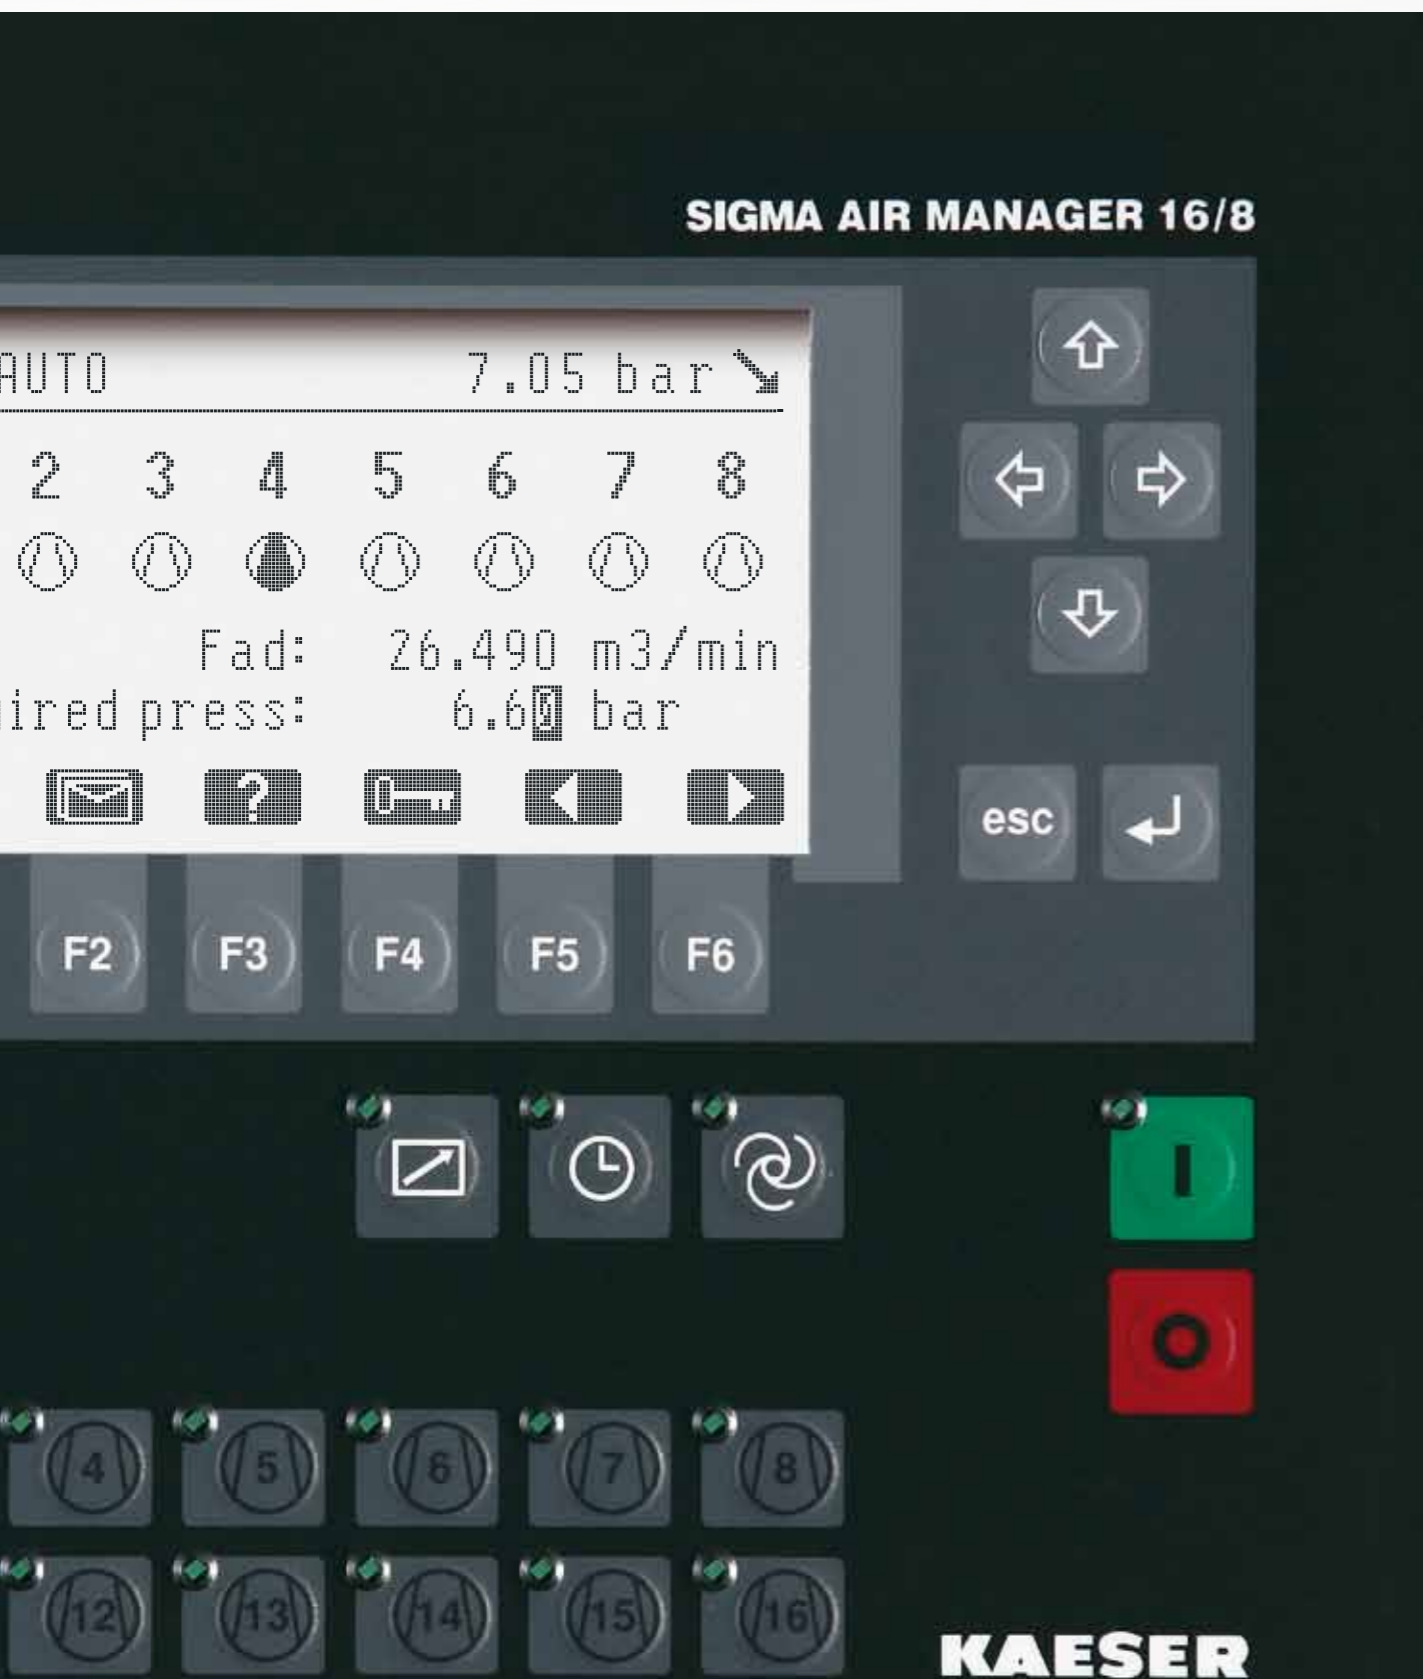 SIGMA AIR MANAGER 16/8
AUTO 7.05 bar
2 3 4 5 6 7 8
Fad: 26.490 m3/min
ired press: 6.60 bar
?
esc
F2 F3 F4 F5 F6
4 5 6 7 8
12 13 14 15 16
KAESER